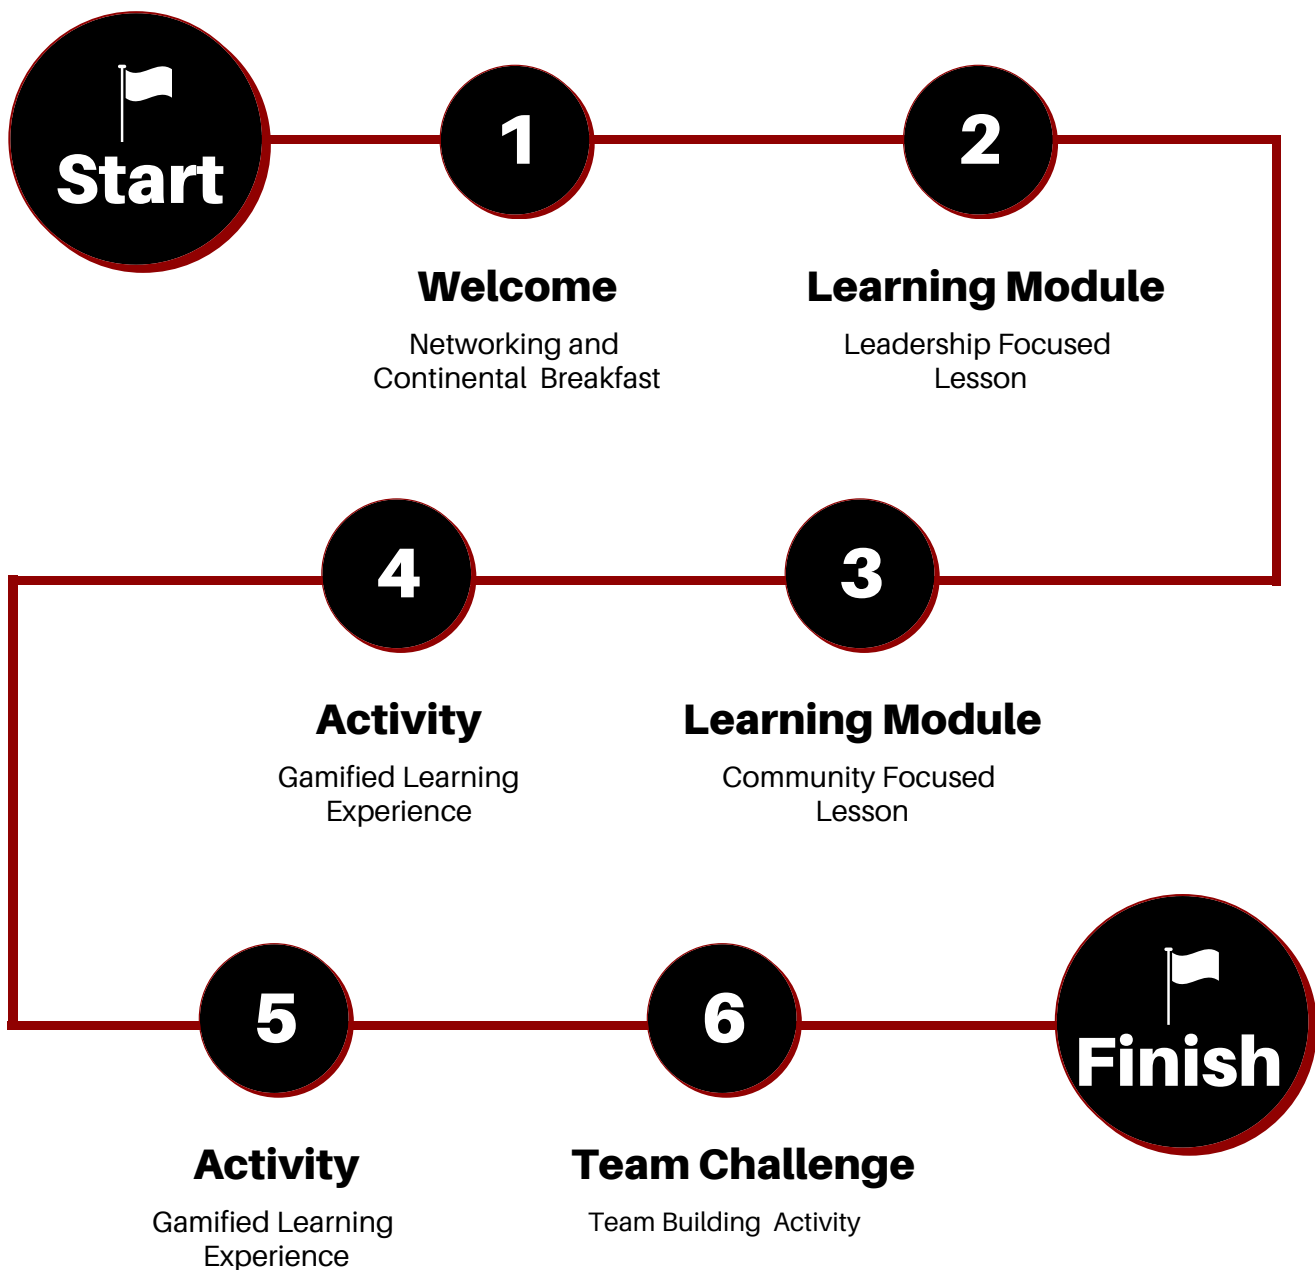 Start
1
Welcome
Networking and
Continental Breakfast
2
Learning Module
Leadership Focused
Lesson
3
Learning Module
Community Focused
Lesson
4
Activity
Gamified Learning
Experience
5
Activity
Gamified Learning
Experience
6
Team Challenge
Team Building Activity
Finish